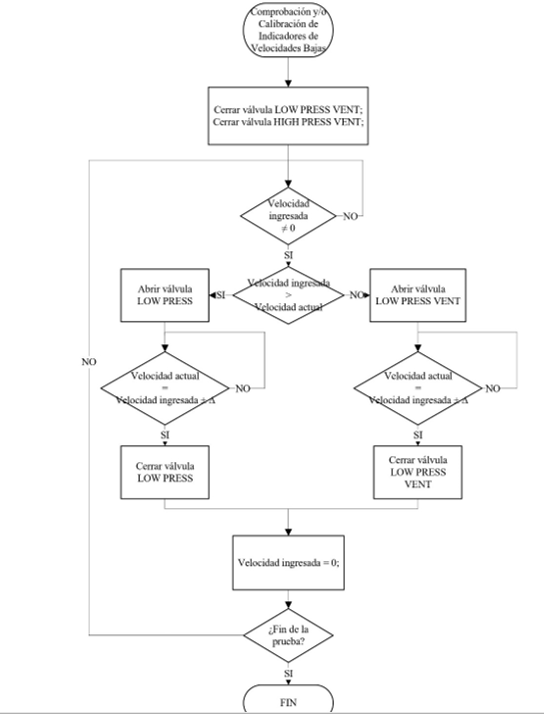 Comprobación y/o
Calibración de
Indicadores de
Velocidades Bajas
Cerrar válvula LOW PRESS VENT;
Cerrar válvula HIGH PRESS VENT;
Velocidad
ingresada
≠ 0
NO
SI
Velocidad ingresada
>
Velocidad actual
SI
NO
Abrir válvula
LOW PRESS
Abrir válvula
LOW PRESS VENT
NO
Velocidad actual
=
Velocidad ingresada ± Δ
NO
SI
Velocidad actual
=
Velocidad ingresada ± Δ
NO
SI
Cerrar válvula
LOW PRESS
Cerrar válvula
LOW PRESS
VENT
Velocidad ingresada = 0;
¿Fin de la
prueba?
SI
FIN